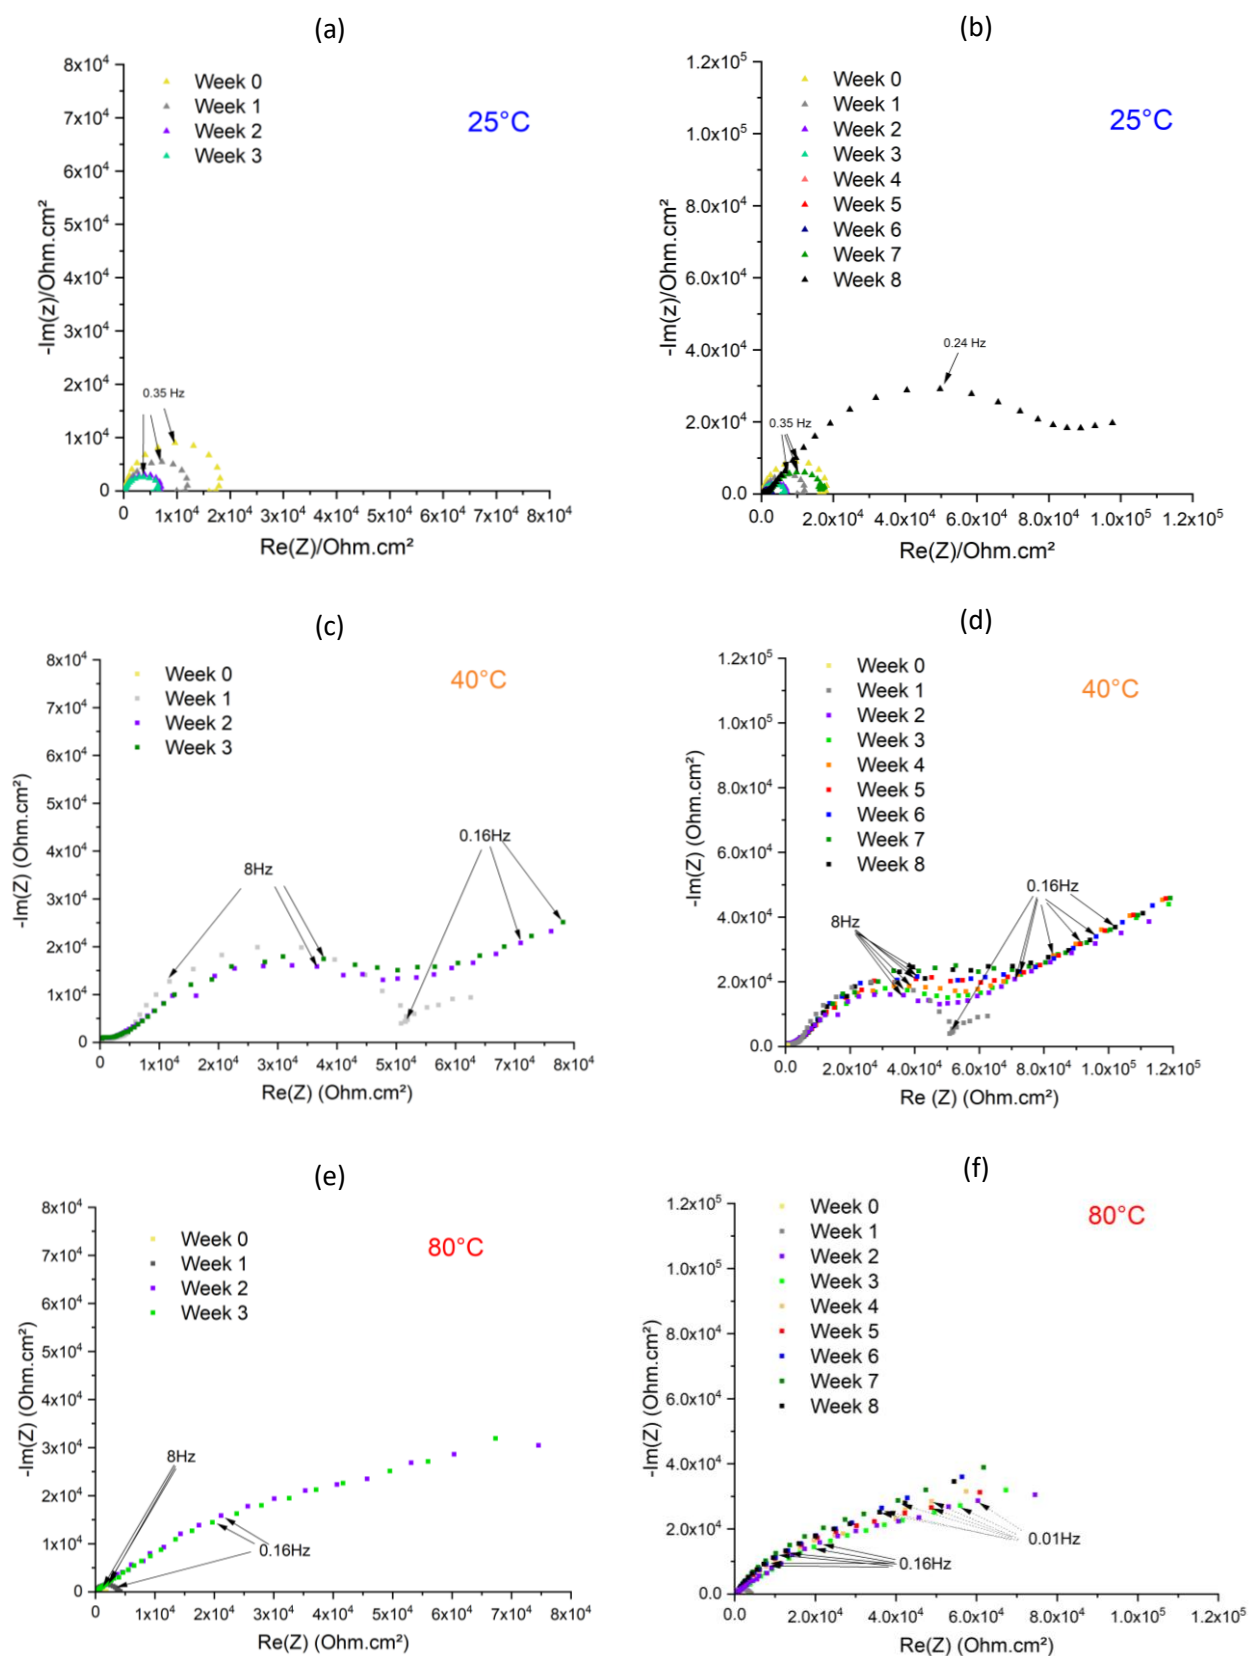 (a)
8x10⁴
7x10⁴
6x10⁴
5x10⁴
4x10⁴
3x10⁴
2x10⁴
1x10⁴
0
-Im(z)/Ohm.cm²
Week 0
Week 1
Week 2
Week 3
25°C
0.35 Hz
0 1x10⁴ 2x10⁴ 3x10⁴ 4x10⁴ 5x10⁴ 6x10⁴ 7x10⁴ 8x10⁴
Re(Z)/Ohm.cm²
(b)
1.2x10⁵
1.0x10⁵
8.0x10⁴
6.0x10⁴
4.0x10⁴
2.0x10⁴
0.0
-Im(z)/Ohm.cm²
Week 0
Week 1
Week 2
Week 3
Week 4
Week 5
Week 6
Week 7
Week 8
25°C
0.24 Hz
0.35 Hz
0.0 2.0x10⁴ 4.0x10⁴ 6.0x10⁴ 8.0x10⁴ 1.0x10⁵ 1.2x10⁵
Re(Z)/Ohm.cm²
(c)
8x10⁴
7x10⁴
6x10⁴
5x10⁴
4x10⁴
3x10⁴
2x10⁴
1x10⁴
0
-Im(Z) (Ohm.cm²)
Week 0
Week 1
Week 2
Week 3
40°C
0.16Hz
8Hz
0 1x10⁴ 2x10⁴ 3x10⁴ 4x10⁴ 5x10⁴ 6x10⁴ 7x10⁴ 8x10⁴
Re(Z) (Ohm.cm²)
(d)
1.2x10⁵
1.0x10⁵
8.0x10⁴
6.0x10⁴
4.0x10⁴
2.0x10⁴
0.0
-Im(Z) (Ohm.cm²)
Week 0
Week 1
Week 2
Week 3
Week 4
Week 5
Week 6
Week 7
Week 8
40°C
0.16Hz
8Hz
0.0 2.0x10⁴ 4.0x10⁴ 6.0x10⁴ 8.0x10⁴ 1.0x10⁵ 1.2x10⁵
Re (Z) (Ohm.cm²)
(e)
8x10⁴
7x10⁴
6x10⁴
5x10⁴
4x10⁴
3x10⁴
2x10⁴
1x10⁴
0
-Im(Z) (Ohm.cm²)
Week 0
Week 1
Week 2
Week 3
80°C
8Hz
0.16Hz
0 1x10⁴ 2x10⁴ 3x10⁴ 4x10⁴ 5x10⁴ 6x10⁴ 7x10⁴ 8x10⁴
Re(Z) (Ohm.cm²)
(f)
1.2x10⁵
1.0x10⁵
8.0x10⁴
6.0x10⁴
4.0x10⁴
2.0x10⁴
0.0
-Im(Z) (Ohm.cm²)
Week 0
Week 1
Week 2
Week 3
Week 4
Week 5
Week 6
Week 7
Week 8
80°C
0.01Hz
0.16Hz
0.0 2.0x10⁴ 4.0x10⁴ 6.0x10⁴ 8.0x10⁴ 1.0x10⁵ 1.2x10⁵
Re(Z) (Ohm.cm²)